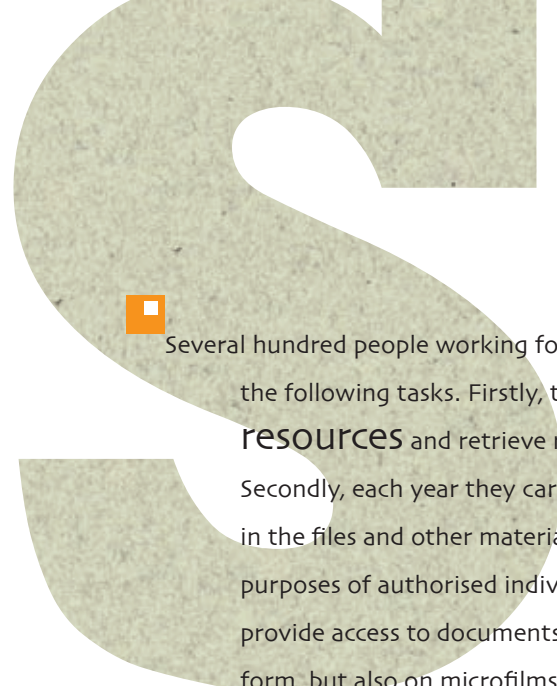 S
Several hundred people working fo
the following tasks. Firstly, t
resources and retrieve
Secondly, each year they car
in the files and other materia
purposes of authorised indiv
provide access to documents
form, but also on microfilms